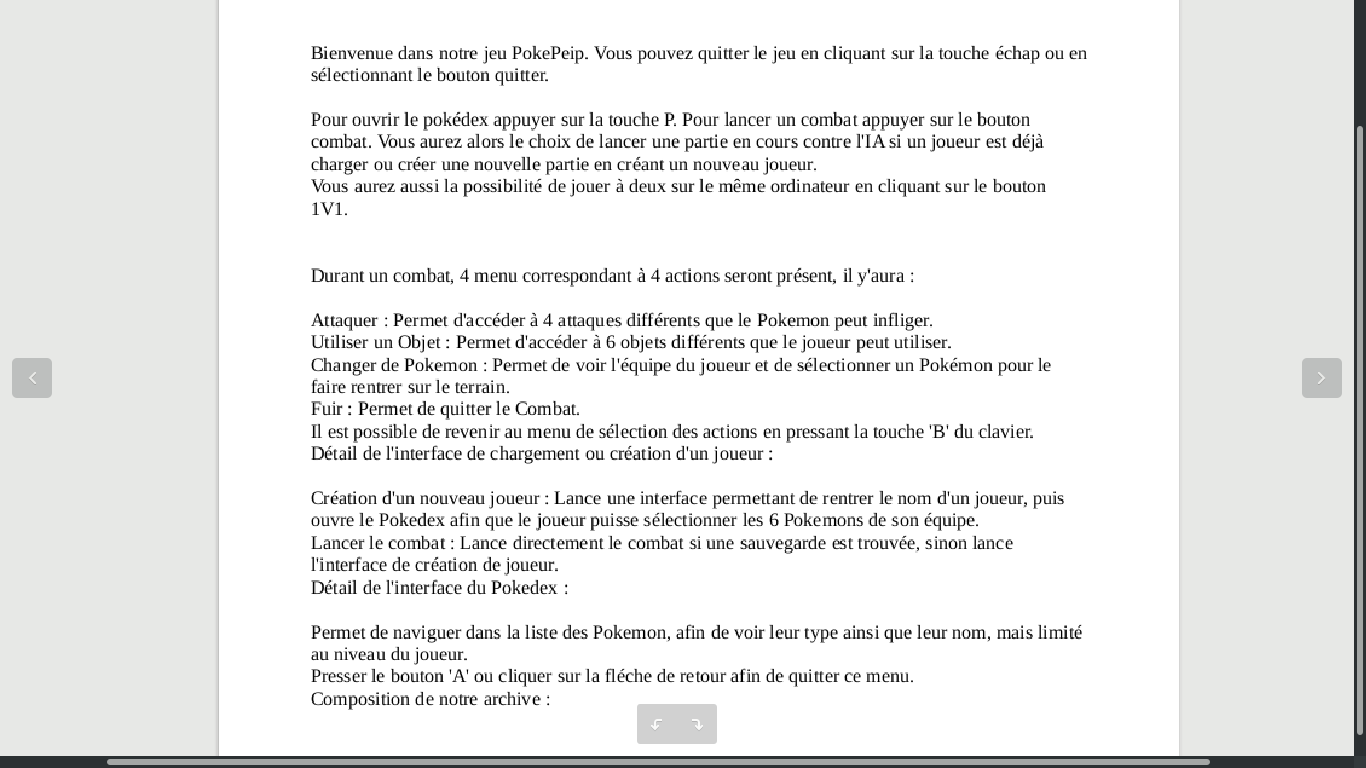 Bienvenue dans notre jeu PokePeip. Vous pouvez quitter le jeu en cliquant sur la touche échap ou en
sélectionnant le bouton quitter.
Pour ouvrir le pokédex appuyer sur la touche P. Pour lancer un combat appuyer sur le bouton
combat. Vous aurez alors le choix de lancer une partie en cours contre l'IA si un joueur est déjà
charger ou créer une nouvelle partie en créant un nouveau joueur.
Vous aurez aussi la possibilité de jouer à deux sur le même ordinateur en cliquant sur le bouton
1V1.
Durant un combat, 4 menu correspondant à 4 actions seront présent, il y'aura :
Attaquer : Permet d'accéder à 4 attaques différents que le Pokemon peut infliger.
Utiliser un Objet : Permet d'accéder à 6 objets différents que le joueur peut utiliser.
Changer de Pokemon : Permet de voir l'équipe du joueur et de sélectionner un Pokémon pour le
faire rentrer sur le terrain.
Fuir : Permet de quitter le Combat.
Il est possible de revenir au menu de sélection des actions en pressant la touche 'B' du clavier.
Détail de l'interface de chargement ou création d'un joueur :
Création d'un nouveau joueur : Lance une interface permettant de rentrer le nom d'un joueur, puis
ouvre le Pokedex afin que le joueur puisse sélectionner les 6 Pokemons de son équipe.
Lancer le combat : Lance directement le combat si une sauvegarde est trouvée, sinon lance
l'interface de création de joueur.
Détail de l'interface du Pokedex :
Permet de naviguer dans la liste des Pokemon, afin de voir leur type ainsi que leur nom, mais limité
au niveau du joueur.
Presser le bouton 'A' ou cliquer sur la fléche de retour afin de quitter ce menu.
Composition de notre archive :